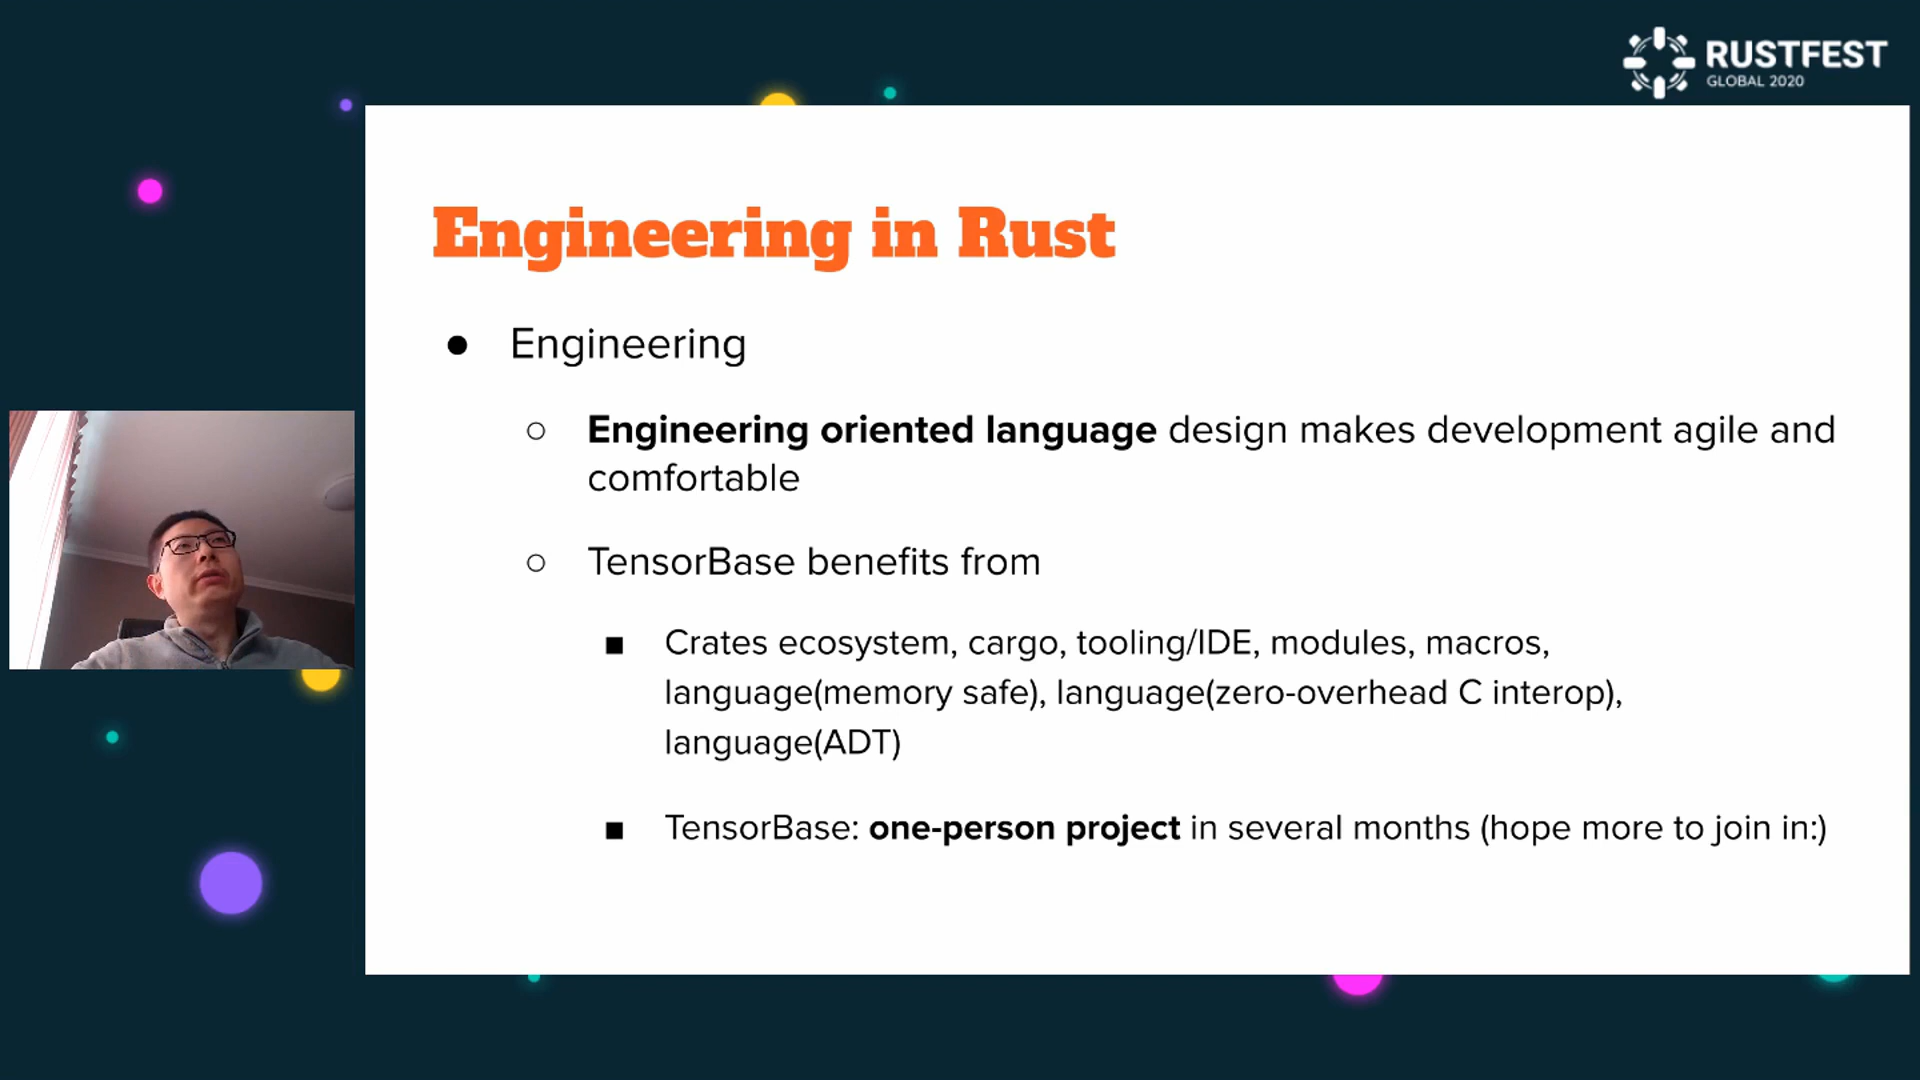 RUSTFEST
GLOBAL 2020
Engineering in Rust
● Engineering
○ Engineering oriented language design makes development agile and
comfortable
○ TensorBase benefits from
■ Crates ecosystem, cargo, tooling/IDE, modules, macros,
language(memory safe), language(zero-overhead C interop),
language(ADT)
■ TensorBase: one-person project in several months (hope more to join in:)